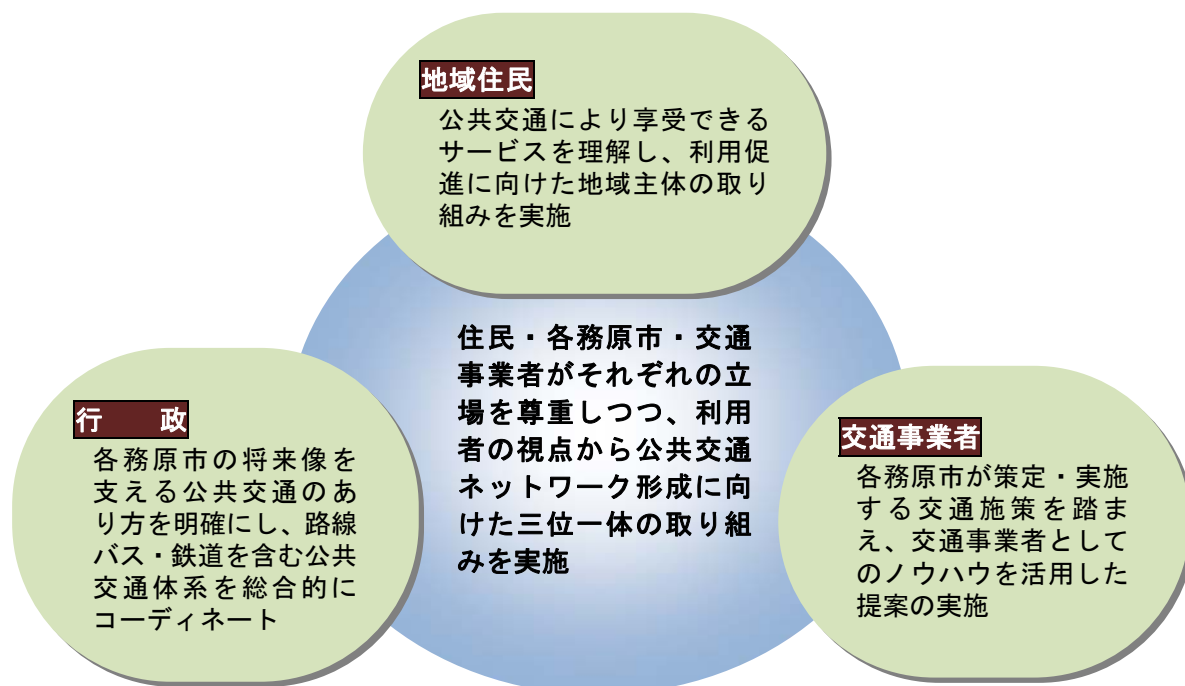 地域住民
公共交通により享受できる
サービスを理解し、利用促
進に向けた地域主体の取り
組みを実施
住民・各務原市・交通
事業者がそれぞれの立
場を尊重しつつ、利用
者の視点から公共交通
ネットワーク形成に向
けた三位一体の取り組
みを実施
行　　政
各務原市の将来像を
支える公共交通のあ
り方を明確にし、路線
バス・鉄道を含む公共
交通体系を総合的に
コーディネート
交通事業者
各務原市が策定・実施
する交通施策を踏ま
え、交通事業者として
のノウハウを活用した
提案の実施